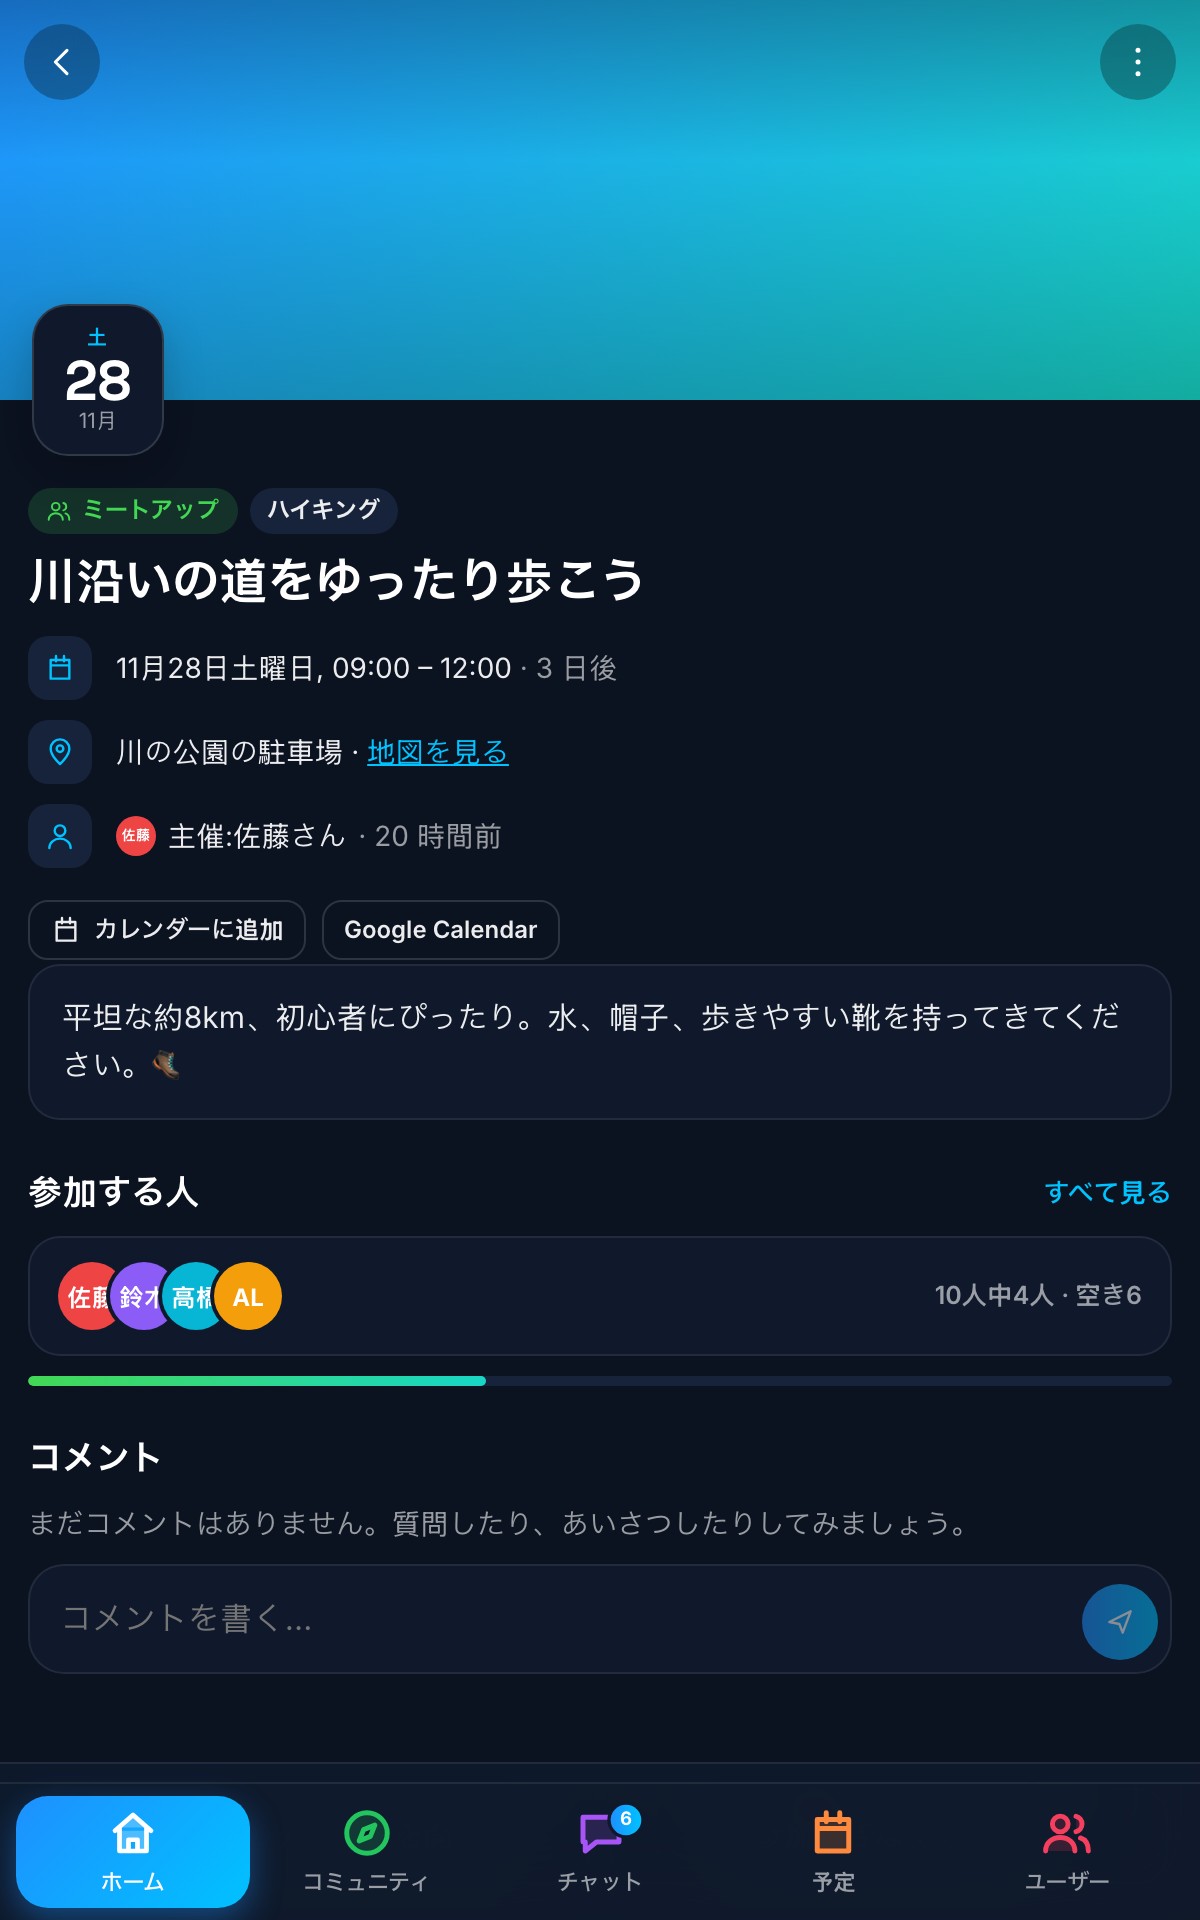 土
28
11月
ミートアップ
ハイキング
川沿いの道をゆったり歩こう
11月28日土曜日, 09:00 – 12:00 · 3 日後
川の公園の駐車場 · 地図を見る
佐藤 主催:佐藤さん · 20 時間前
カレンダーに追加
Google Calendar
平坦な約8km、初心者にぴったり。水、帽子、歩きやすい靴を持ってきてくだ
さい。🥾
参加する人
すべて見る
佐藤 鈴木 高橋 AL
10人中4人 · 空き6
コメント
まだコメントはありません。質問したり、あいさつしたりしてみましょう。
コメントを書く...
6
ホーム
コミュニティ
チャット
予定
ユーザー